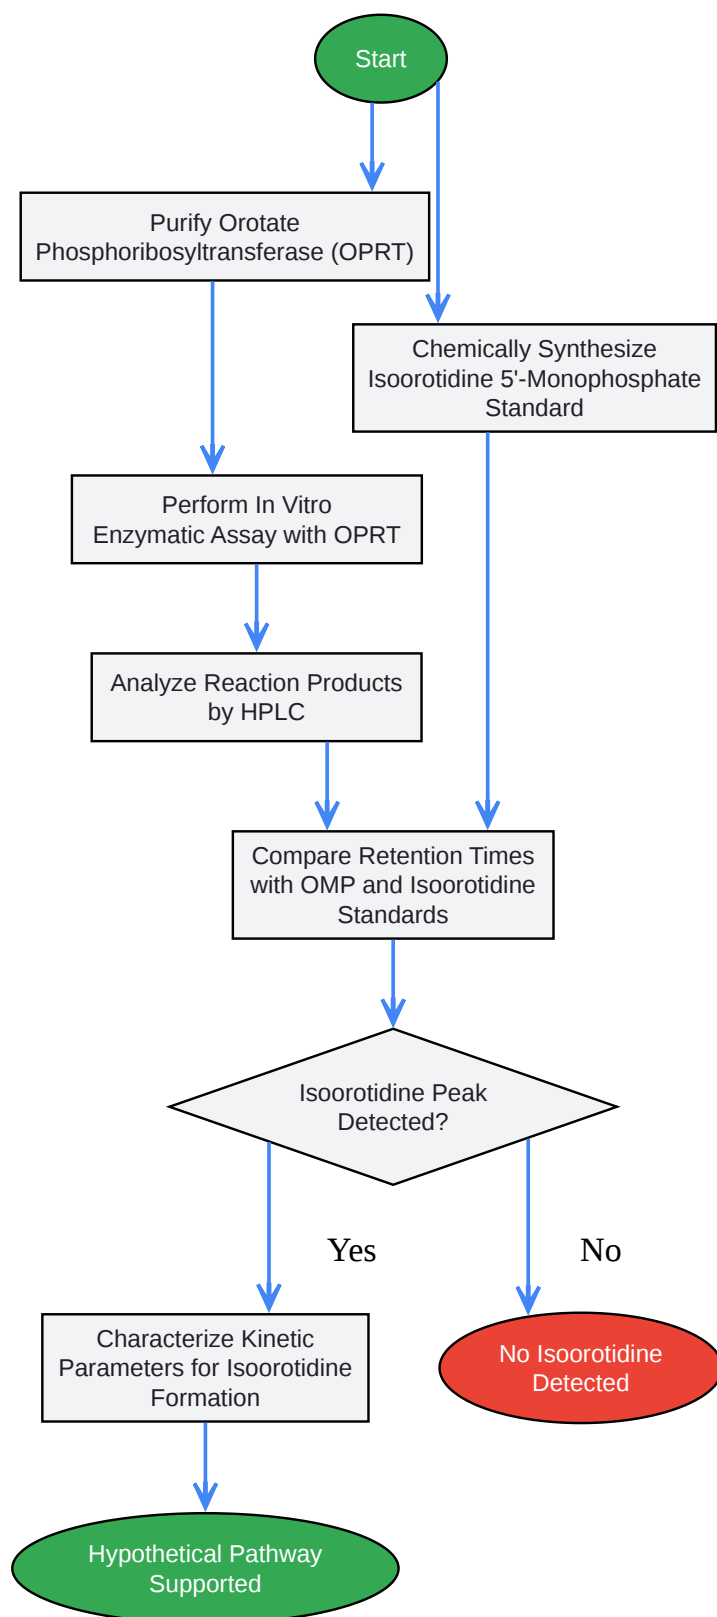 Start
Purify Orotate
Phosphoribosyltransferase (OPRT)
Chemically Synthesize
Isoorotidine 5'-Monophosphate
Standard
Perform In Vitro
Enzymatic Assay with OPRT
Analyze Reaction Products
by HPLC
Compare Retention Times
with OMP and Isoorotidine
Standards
Isoorotidine Peak
Detected?
Yes
No
Characterize Kinetic
Parameters for Isoorotidine
Formation
No Isoorotidine
Detected
Hypothetical Pathway
Supported